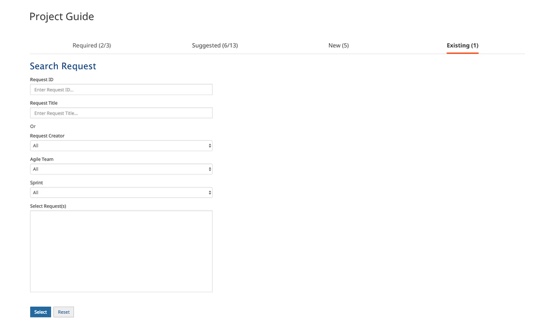 Project Guide
Required (2/3)
Suggested (6/13)
New (5)
Existing (1)
Search Request
Request ID
Enter Request ID...
Request Title
Enter Request Title...
Or
Request Creator
All
Agile Team
All
Sprint
All
Select Request(s)
Select
Reset